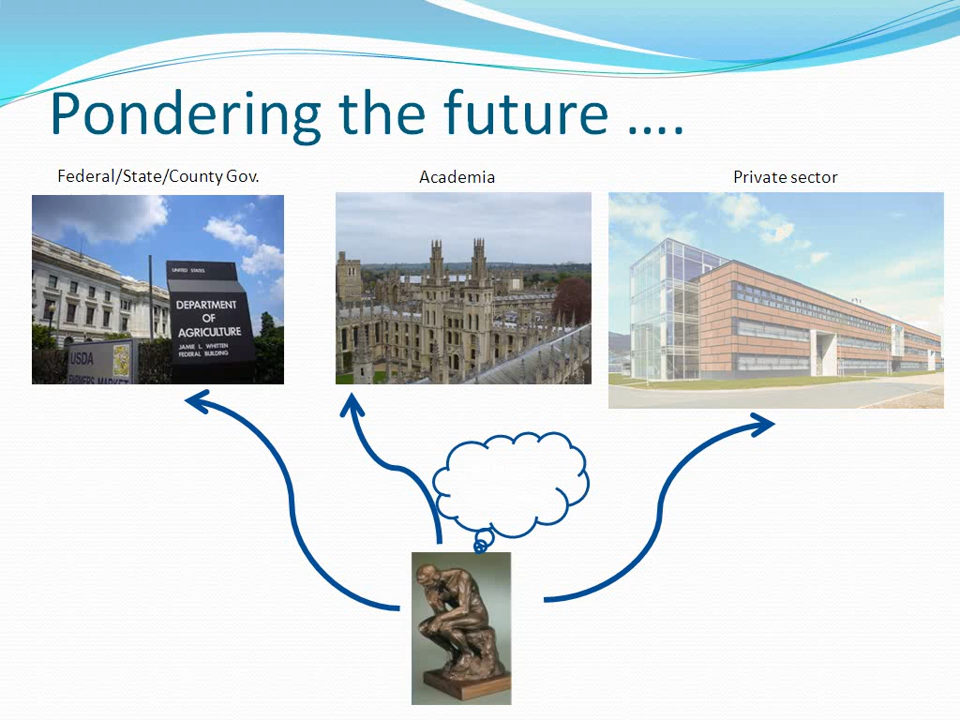 Pondering the future ….
Federal/State/County Gov.
Academia
Private sector
UNITED STATES
DEPARTMENT
OF
AGRICULTURE
JAMIE L. WHITTEN
FEDERAL BUILDING
USDA
FARMERS MARKET